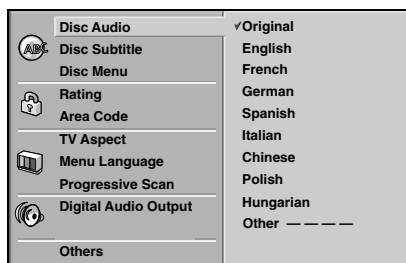 Disc Audio
Disc Subtitle
Disc Menu
Rating
Area Code
TV Aspect
Menu Language
Progressive Scan
Digital Audio Output
Others
ABC
?
✓Original
English
French
German
Spanish
Italian
Chinese
Polish
Hungarian
Other — — — —